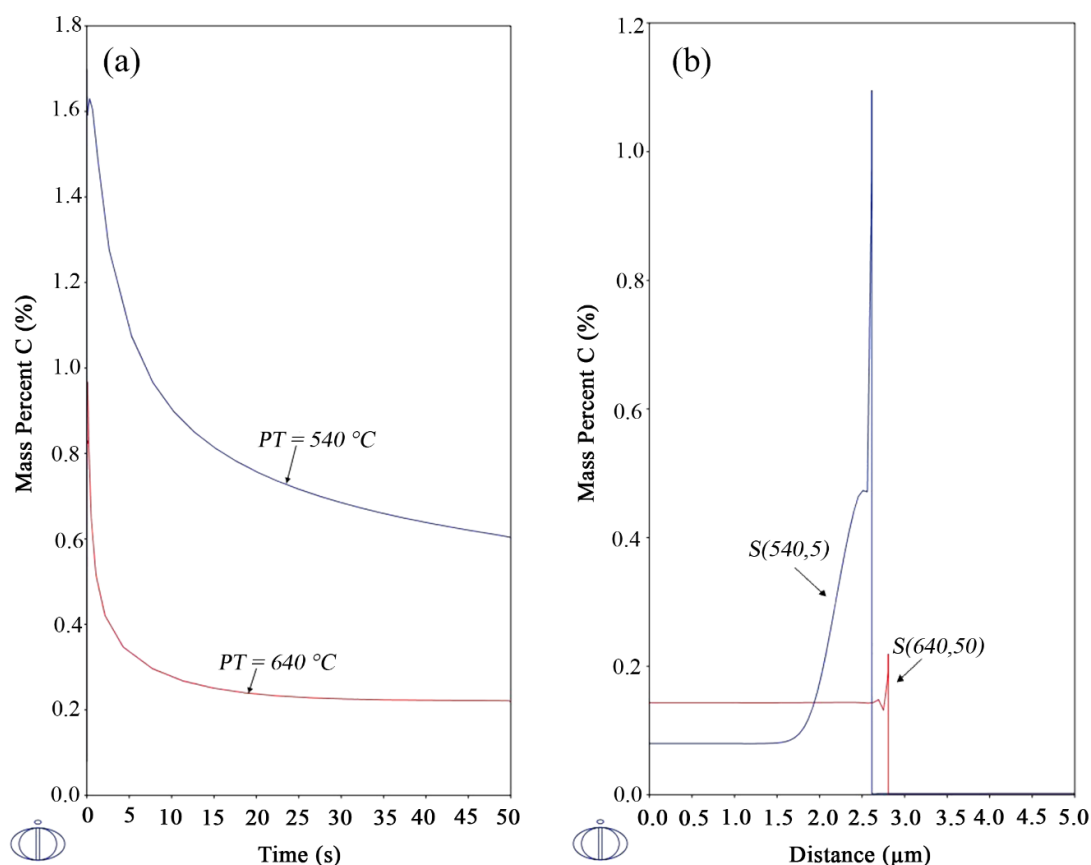 (a)
Mass Percent C (%)
1.8
1.6
1.4
1.2
1.0
0.8
0.6
0.4
0.2
0.0
PT = 540 °C
PT = 640 °C
0 5 10 15 20 25 30 35 40 45 50
Time (s)
(b)
Mass Percent C (%)
1.2
1.0
0.8
0.6
0.4
0.2
0.0
S(540,5)
S(640,50)
0.0 0.5 1.0 1.5 2.0 2.5 3.0 3.5 4.0 4.5 5.0
Distance (µm)